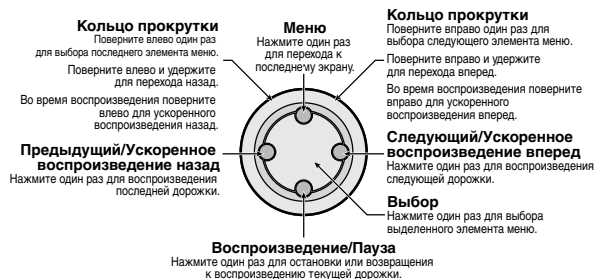 Кольцо прокрутки
Поверните влево один раз
для выбора последнего элемента меню.
Поверните влево и удержите
для перехода назад.
Во время воспроизведения поверните
влево для ускоренного
воспроизведения назад.
Предыдущий/Ускоренное
воспроизведение назад
Нажмите один раз для воспроизведения
последней дорожки.
Меню
Нажмите один раз
для перехода к
последнему экрану.
Кольцо прокрутки
Поверните вправо один раз для
выбора следующего элемента меню.
Поверните вправо и удержите
для перехода вперед.
Во время воспроизведения поверните
вправо для ускоренного
воспроизведения вперед.
Следующий/Ускоренное
воспроизведение вперед
Нажмите один раз для воспроизведения
следующей дорожки.
Выбор
Нажмите один раз для выбора
выделенного элемента меню.
Воспроизведение/Пауза
Нажмите один раз для остановки или возвращения
к воспроизведению текущей дорожки.